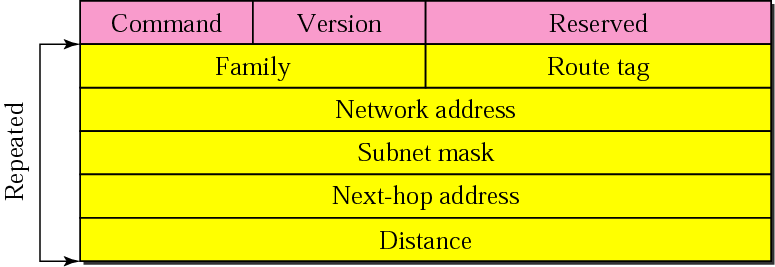 Command Version Reserved
Family Route tag
Network address
Subnet mask
Next-hop address
Distance
Repeated